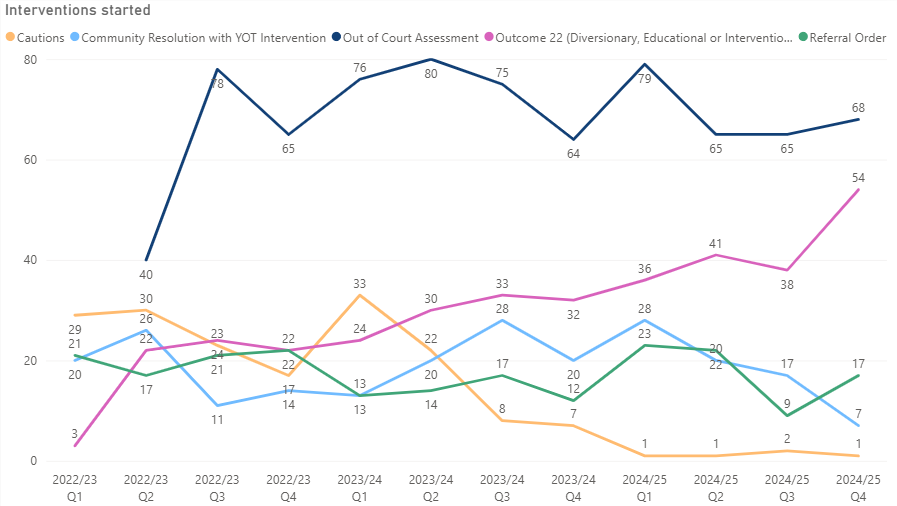 Interventions started
Cautions Community Resolution with YOT Intervention Out of Court Assessment Outcome 22 (Diversionary, Educational or Interventio... Referral Order
80
60
40
20
0
29 30 23 17 33 22 8 7 1 1 2 1
20 26 11 14 13 20 28 20 28 20 17 7
40 78 65 76 80 75 64 79 65 65 68
3 22 24 22 24 30 33 32 36 41 38 54
21 17 21 22 13 14 17 12 23 22 9 17
23
2022/23 2022/23 2022/23 2022/23 2023/24 2023/24 2023/24 2023/24 2024/25 2024/25 2024/25 2024/25
Q1 Q2 Q3 Q4 Q1 Q2 Q3 Q4 Q1 Q2 Q3 Q4